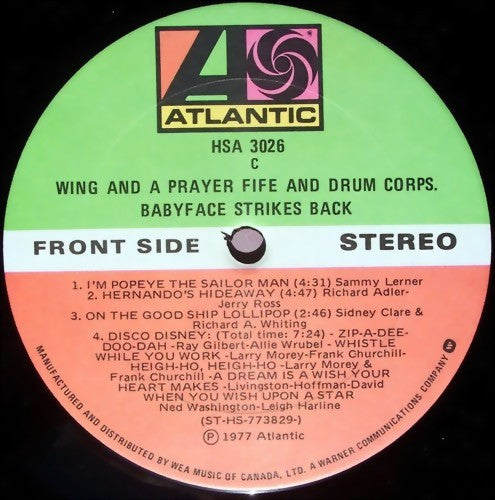 ATLANTIC
HSA 3026
C
WING AND A PRAYER FIFE AND DRUM CORPS.
BABYFACE STRIKES BACK
FRONT SIDE STEREO
1. I'M POPEYE THE SAILOR MAN (4:31) Sammy Lerner
2. HERNANDO'S HIDEAWAY (4:47) Richard Adler-
Jerry Ross
3. ON THE GOOD SHIP LOLLIPOP (2:46) Sidney Clare &
Richard A. Whiting
4. DISCO DISNEY: (Total time: 7:24) - ZIP-A-DEE-
DOO-DAH - Ray Gilbert-Allie Wrubel - WHISTLE
WHILE YOU WORK - Larry Morey-Frank Churchill-
HEIGH-HO, HEIGH-HO - Larry Morey &
Frank Churchill - A DREAM IS A WISH YOUR
HEART MAKES - Livingston-Hoffman-David
WHEN YOU WISH UPON A STAR
Ned Washington-Leigh Harline
(ST-HS-773829-)
Ⓟ 1977 Atlantic
MANUFACTURED AND DISTRIBUTED BY WEA MUSIC OF CANADA, LTD. A WARNER COMMUNICATIONS COMPANY